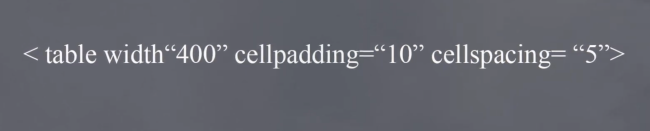 < table width“400” cellpadding=“10” cellspacing= “5”>